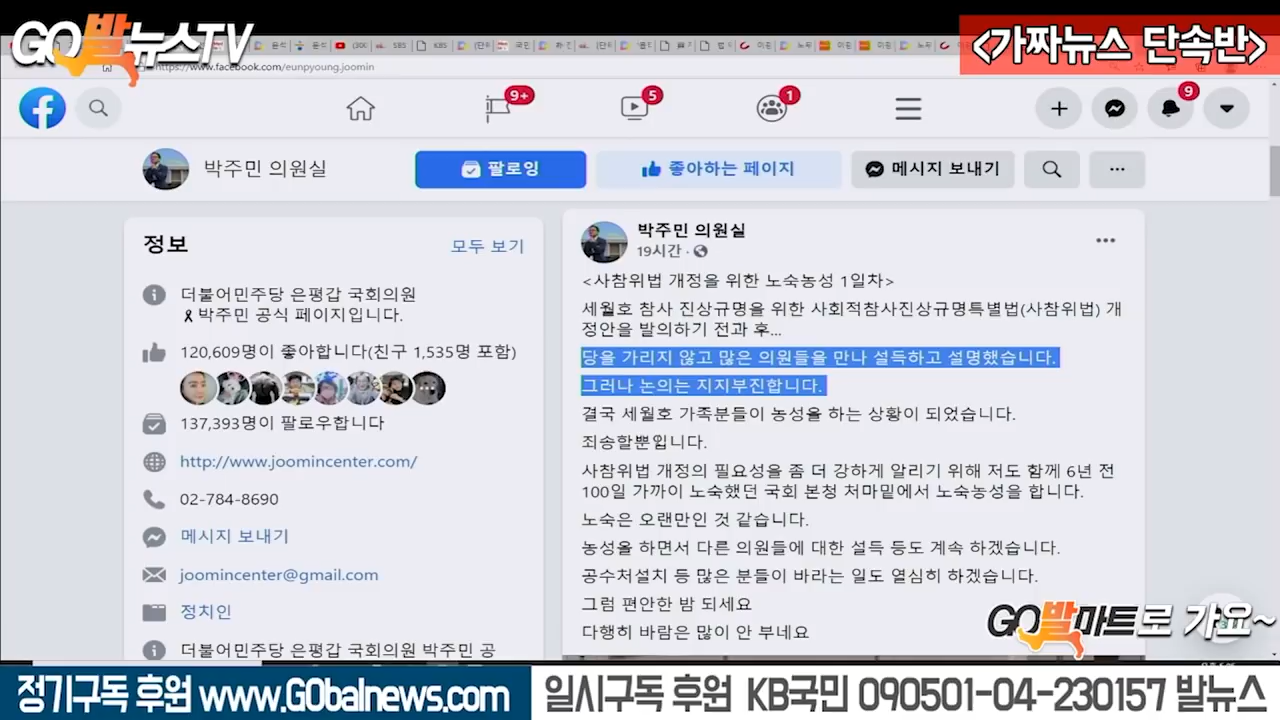 GO발뉴스TV
<가짜뉴스 단속반>
https://www.facebook.com/eunpyoung.joomin
9+
5
1
9
박주민 의원실
팔로잉
좋아하는 페이지
메시지 보내기
정보
모두 보기
더불어민주당 은평갑 국회의원
박주민 공식 페이지입니다.
120,609명이 좋아합니다(친구 1,535명 포함)
137,393명이 팔로우합니다
http://www.joomincenter.com/
02-784-8690
메시지 보내기
joomincenter@gmail.com
정치인
더불어민주당 은평갑 국회의원 박주민 공
박주민 의원실
19시간 ·
<사참위법 개정을 위한 노숙농성 1일차>
세월호 참사 진상규명을 위한 사회적참사진상규명특별법(사참위법) 개
정안을 발의하기 전과 후...
당을 가리지 않고 많은 의원들을 만나 설득하고 설명했습니다.
그러나 논의는 지지부진합니다.
결국 세월호 가족분들이 농성을 하는 상황이 되었습니다.
죄송할뿐입니다.
사참위법 개정의 필요성을 좀 더 강하게 알리기 위해 저도 함께 6년 전
100일 가까이 노숙했던 국회 본청 처마밑에서 노숙농성을 합니다.
노숙은 오랜만인 것 같습니다.
농성을 하면서 다른 의원들에 대한 설득 등도 계속 하겠습니다.
공수처설치 등 많은 분들이 바라는 일도 열심히 하겠습니다.
그럼 편안한 밤 되세요
다행히 바람은 많이 안 부네요
GO발마트로 가요~
정기구독 후원 www.GObalnews.com
일시구독 후원 KB국민 090501-04-230157 발뉴스